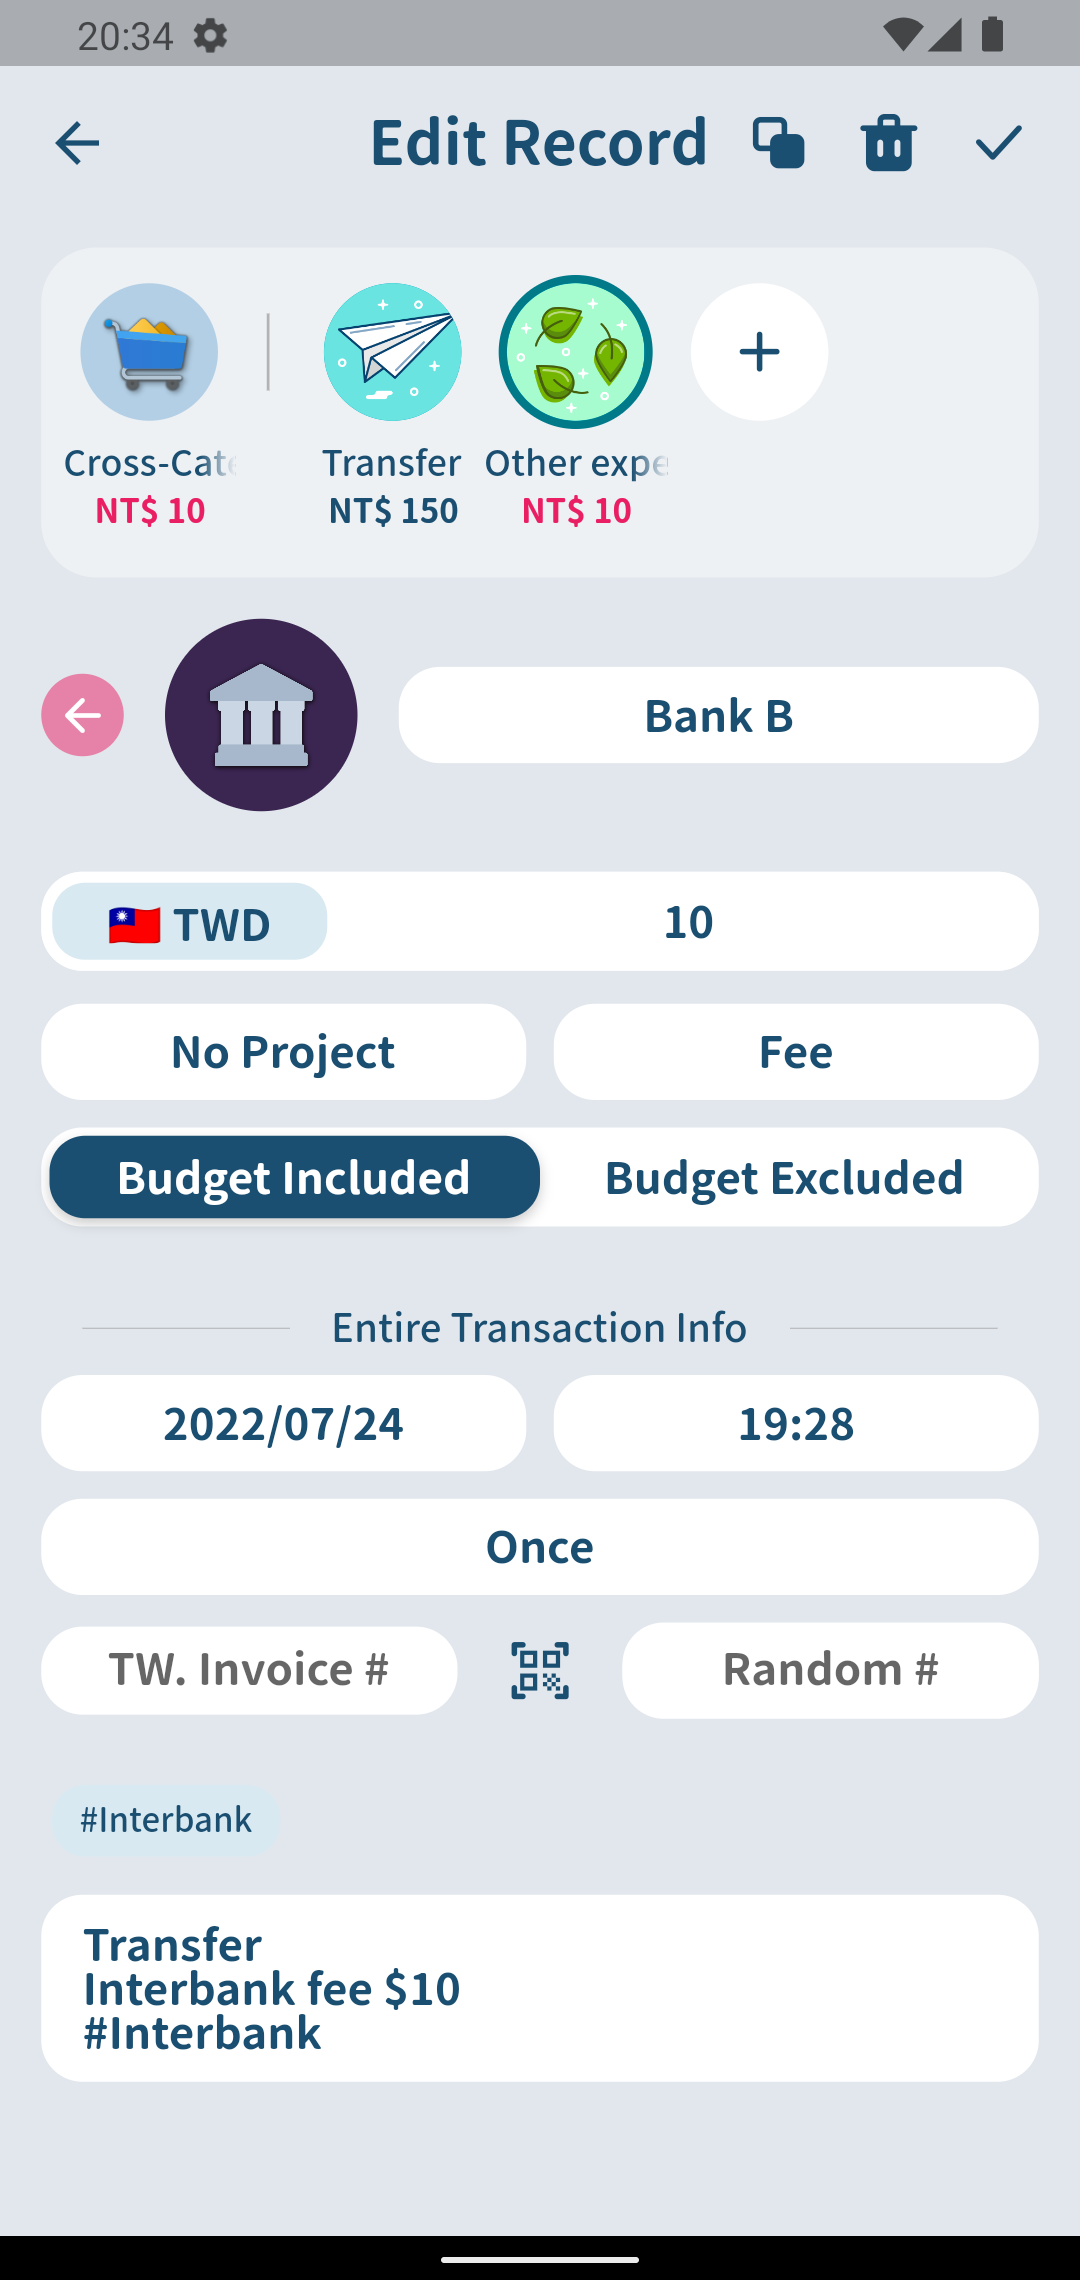 20:34
Edit Record
Cross-Cate
NT$ 10
Transfer
NT$ 150
Other expe
NT$ 10
Bank B
TWD
10
No Project
Fee
Budget Included
Budget Excluded
Entire Transaction Info
2022/07/24
19:28
Once
TW. Invoice #
Random #
#Interbank
Transfer
Interbank fee $10
#Interbank